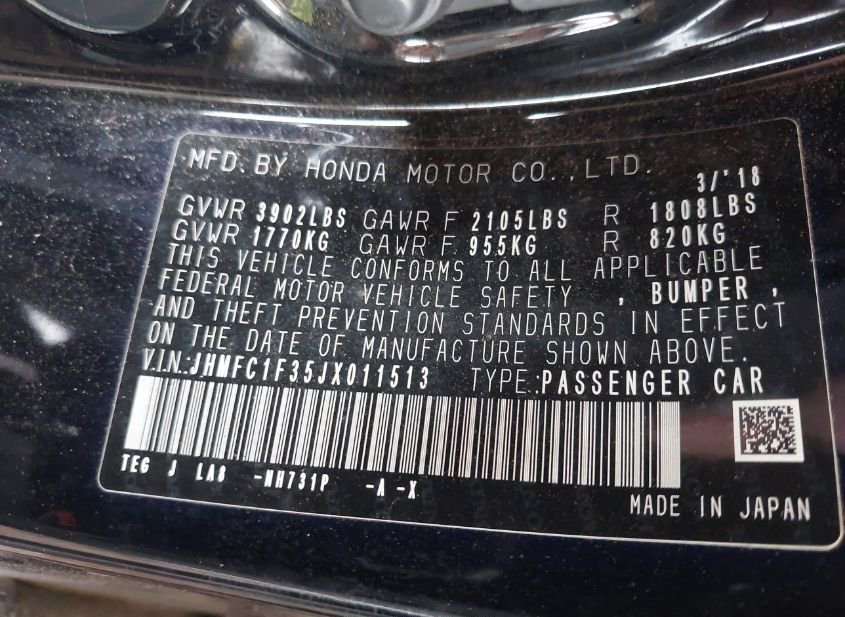 MFD. BY HONDA MOTOR CO., LTD. 3/'18
GVWR 3902LBS GAWR F 2105LBS R 1808LBS
GVWR 1770KG GAWR F 955KG R 820KG
THIS VEHICLE CONFORMS TO ALL APPLICABLE
FEDERAL MOTOR VEHICLE SAFETY , BUMPER ,
AND THEFT PREVENTION STANDARDS IN EFFECT
ON THE DATE OF MANUFACTURE SHOWN ABOVE.
V.I.N.:JHMFC1F35JX011513 TYPE:PASSENGER CAR
TEG J LA8 -NH731P -A -X
MADE IN JAPAN